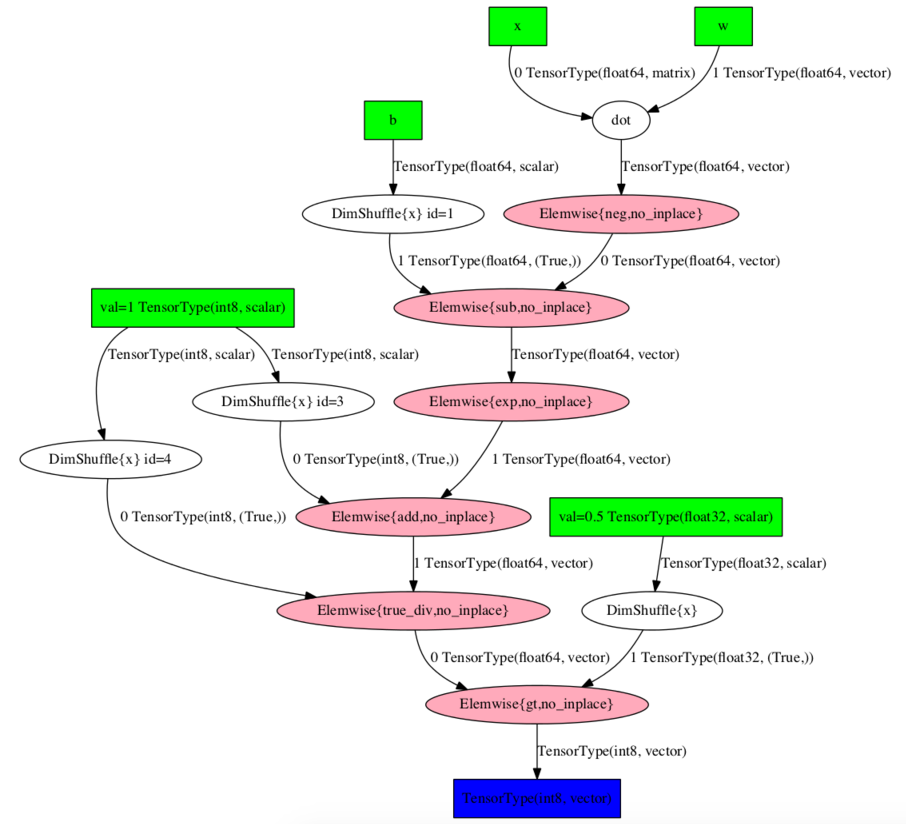 x
w
0 TensorType(float64, matrix)
1 TensorType(float64, vector)
b
dot
TensorType(float64, scalar)
TensorType(float64, vector)
DimShuffle{x} id=1
Elemwise{neg,no_inplace}
1 TensorType(float64, (True,))
0 TensorType(float64, vector)
val=1 TensorType(int8, scalar)
Elemwise{sub,no_inplace}
TensorType(int8, scalar)
TensorType(int8, scalar)
TensorType(float64, vector)
DimShuffle{x} id=3
Elemwise{exp,no_inplace}
DimShuffle{x} id=4
0 TensorType(int8, (True,))
1 TensorType(float64, vector)
0 TensorType(int8, (True,))
Elemwise{add,no_inplace}
val=0.5 TensorType(float32, scalar)
1 TensorType(float64, vector)
TensorType(float32, scalar)
Elemwise{true_div,no_inplace}
DimShuffle{x}
0 TensorType(float64, vector)
1 TensorType(float32, (True,))
Elemwise{gt,no_inplace}
TensorType(int8, vector)
TensorType(int8, vector)